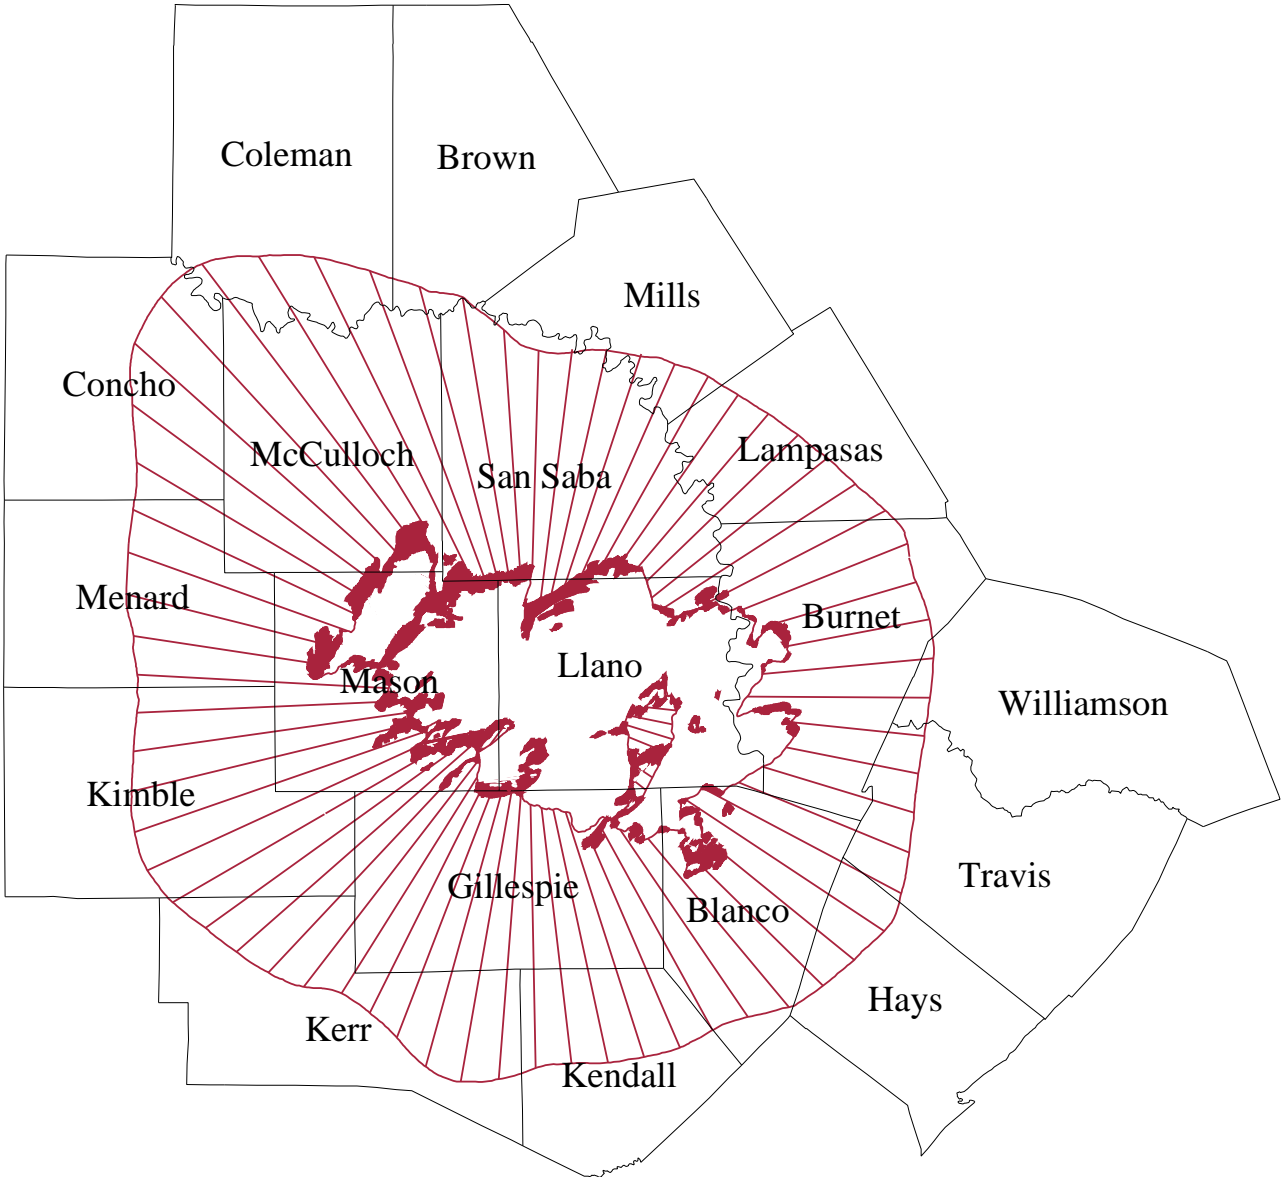 Coleman
Brown
Mills
Concho
McCulloch
San Saba
Lampasas
Menard
Burnet
Mason
Llano
Williamson
Kimble
Gillespie
Travis
Blanco
Hays
Kerr
Kendall